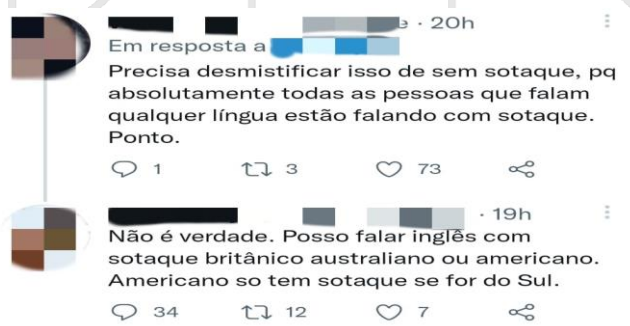 · 20h
Em resposta a
Precisa desmistificar isso de sem sotaque, pq
absolutamente todas as pessoas que falam
qualquer língua estão falando com sotaque.
Ponto.
1 3 73
· 19h
Não é verdade. Posso falar inglês com
sotaque britânico australiano ou americano.
Americano so tem sotaque se for do Sul.
34 12 7